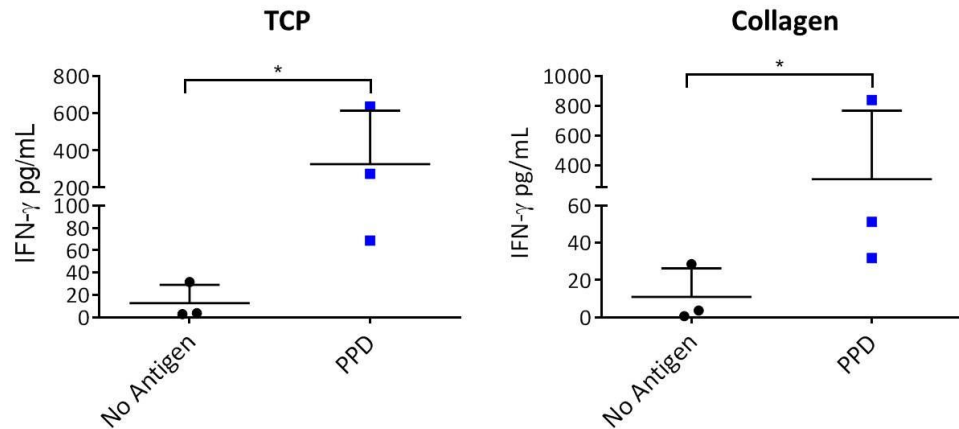 TCP
*
IFN-γ pg/mL
800
600
400
200
100
80
60
40
20
0
No Antigen
PPD
Collagen
*
IFN-γ pg/mL
1000
800
600
400
60
40
20
0
No Antigen
PPD